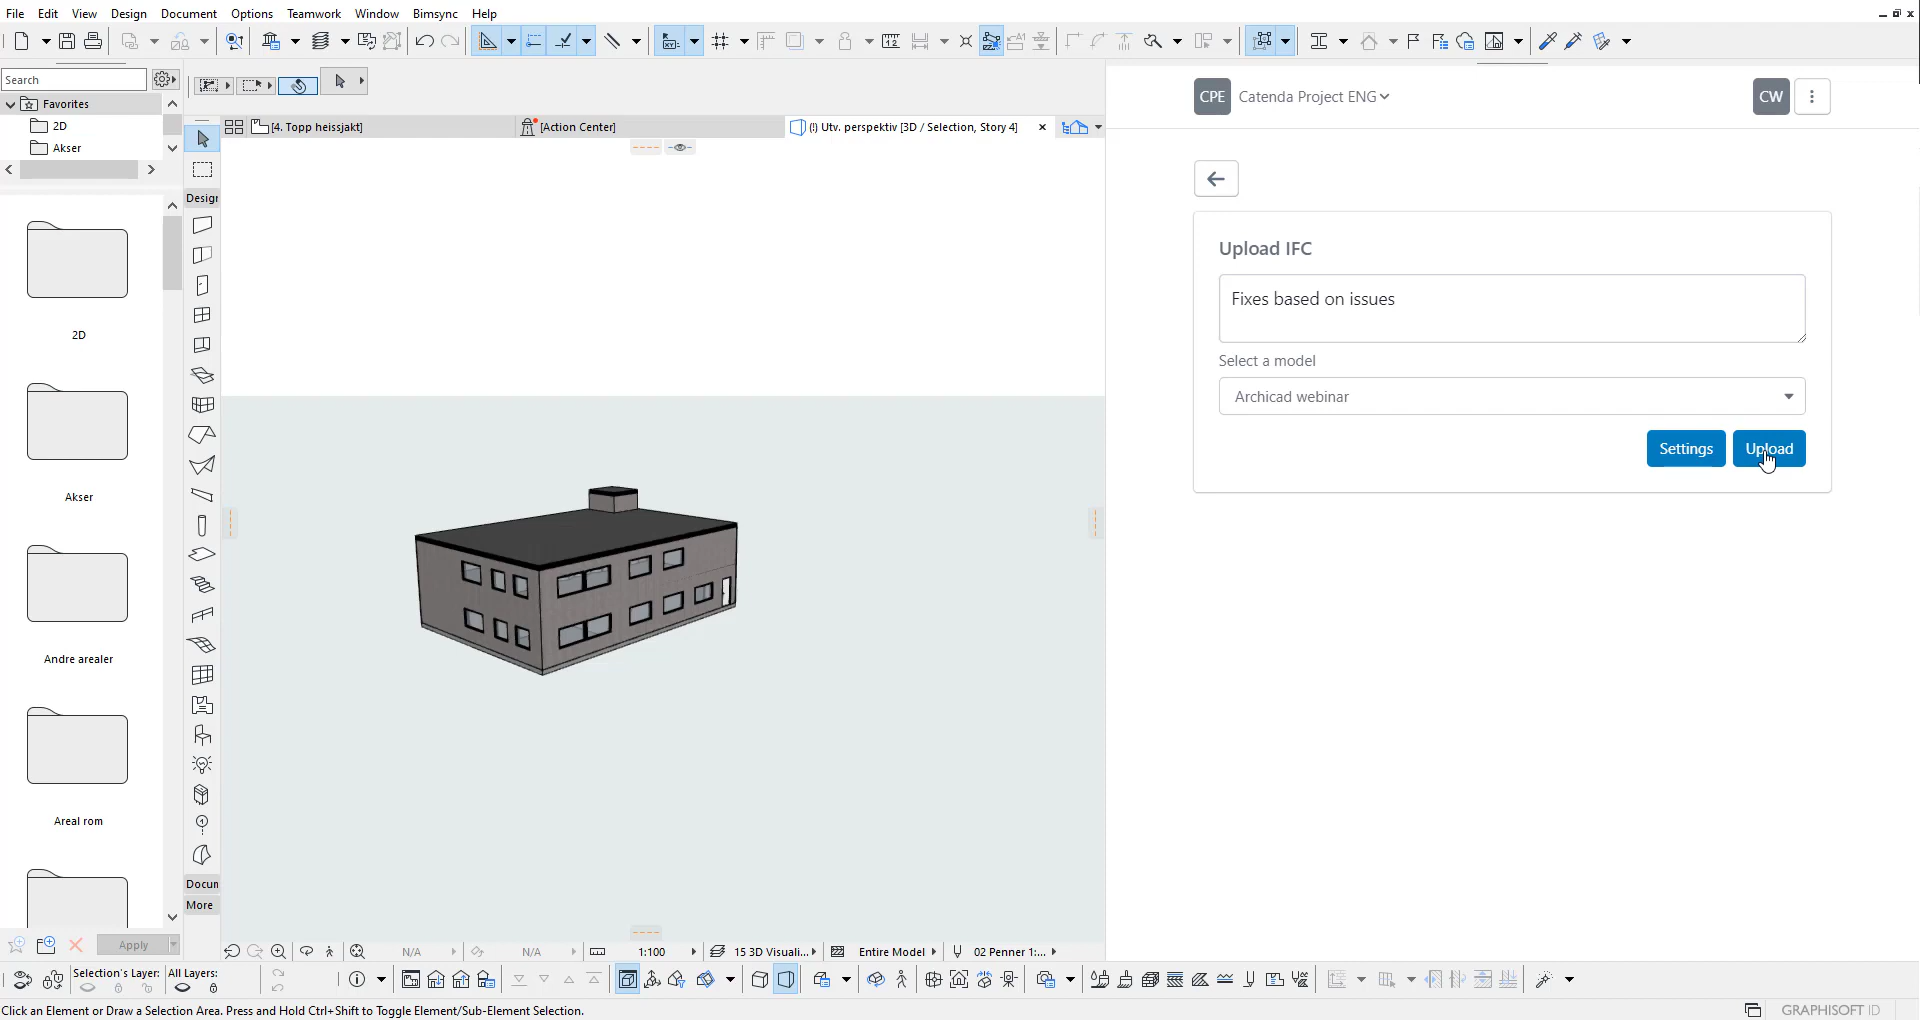 File Edit View Design Document Options Teamwork Window Bimsync Help
Search
Favorites
2D
Akser
[4. Topp heissjakt]
[Action Center]
(!) Utv. perspektiv [3D / Selection, Story 4]
CPE Catenda Project ENG
CW
Upload IFC
Fixes based on issues
Select a model
Archicad webinar
Settings Upload
Design
2D
Akser
Andre arealer
Areal rom
Docun
More
Apply
N/A N/A 1:100 15 3D Visuali... Entire Model 02 Penner 1:...
Selection's Layer: All Layers:
Click an Element or Draw a Selection Area. Press and Hold Ctrl+Shift to Toggle Element/Sub-Element Selection.
GRAPHISOFT ID